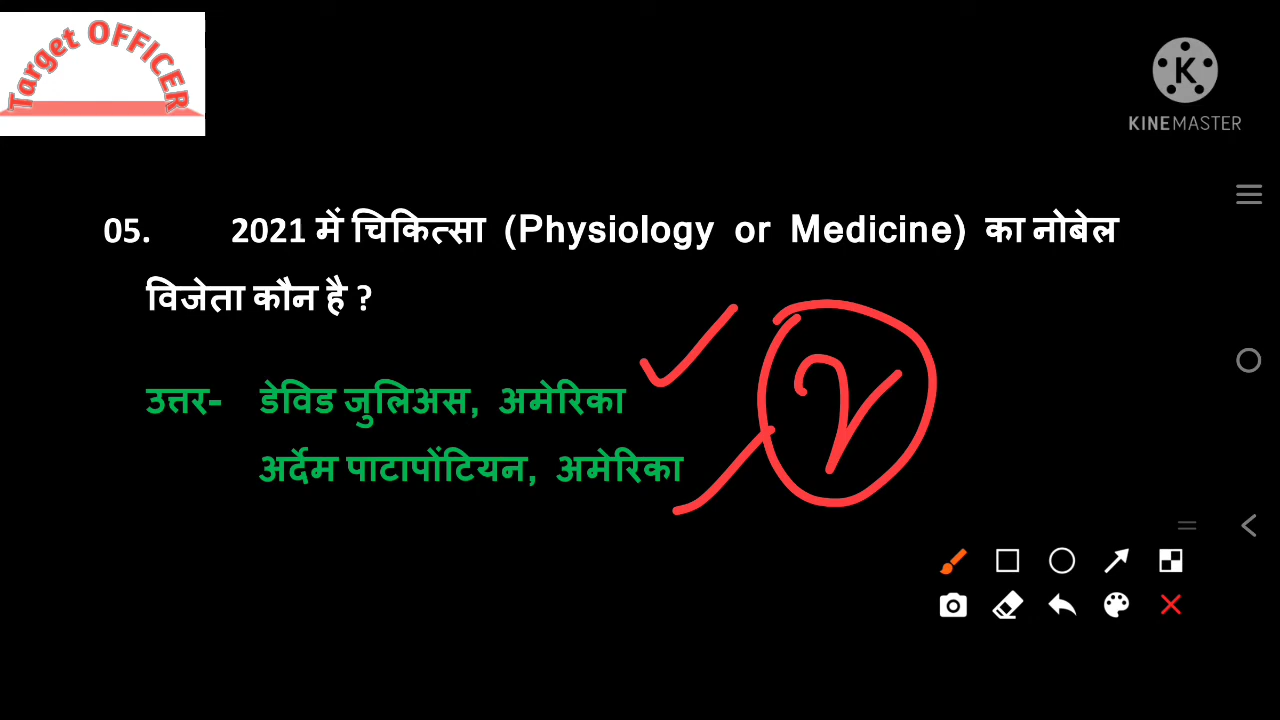 Target OFFICER
K
KINEMASTER
05. 2021 में चिकित्सा (Physiology or Medicine) का नोबेल
विजेता कौन है ?
उत्तर- डेविड जुलिअस, अमेरिका
अर्देम पाटापोंटियन, अमेरिका